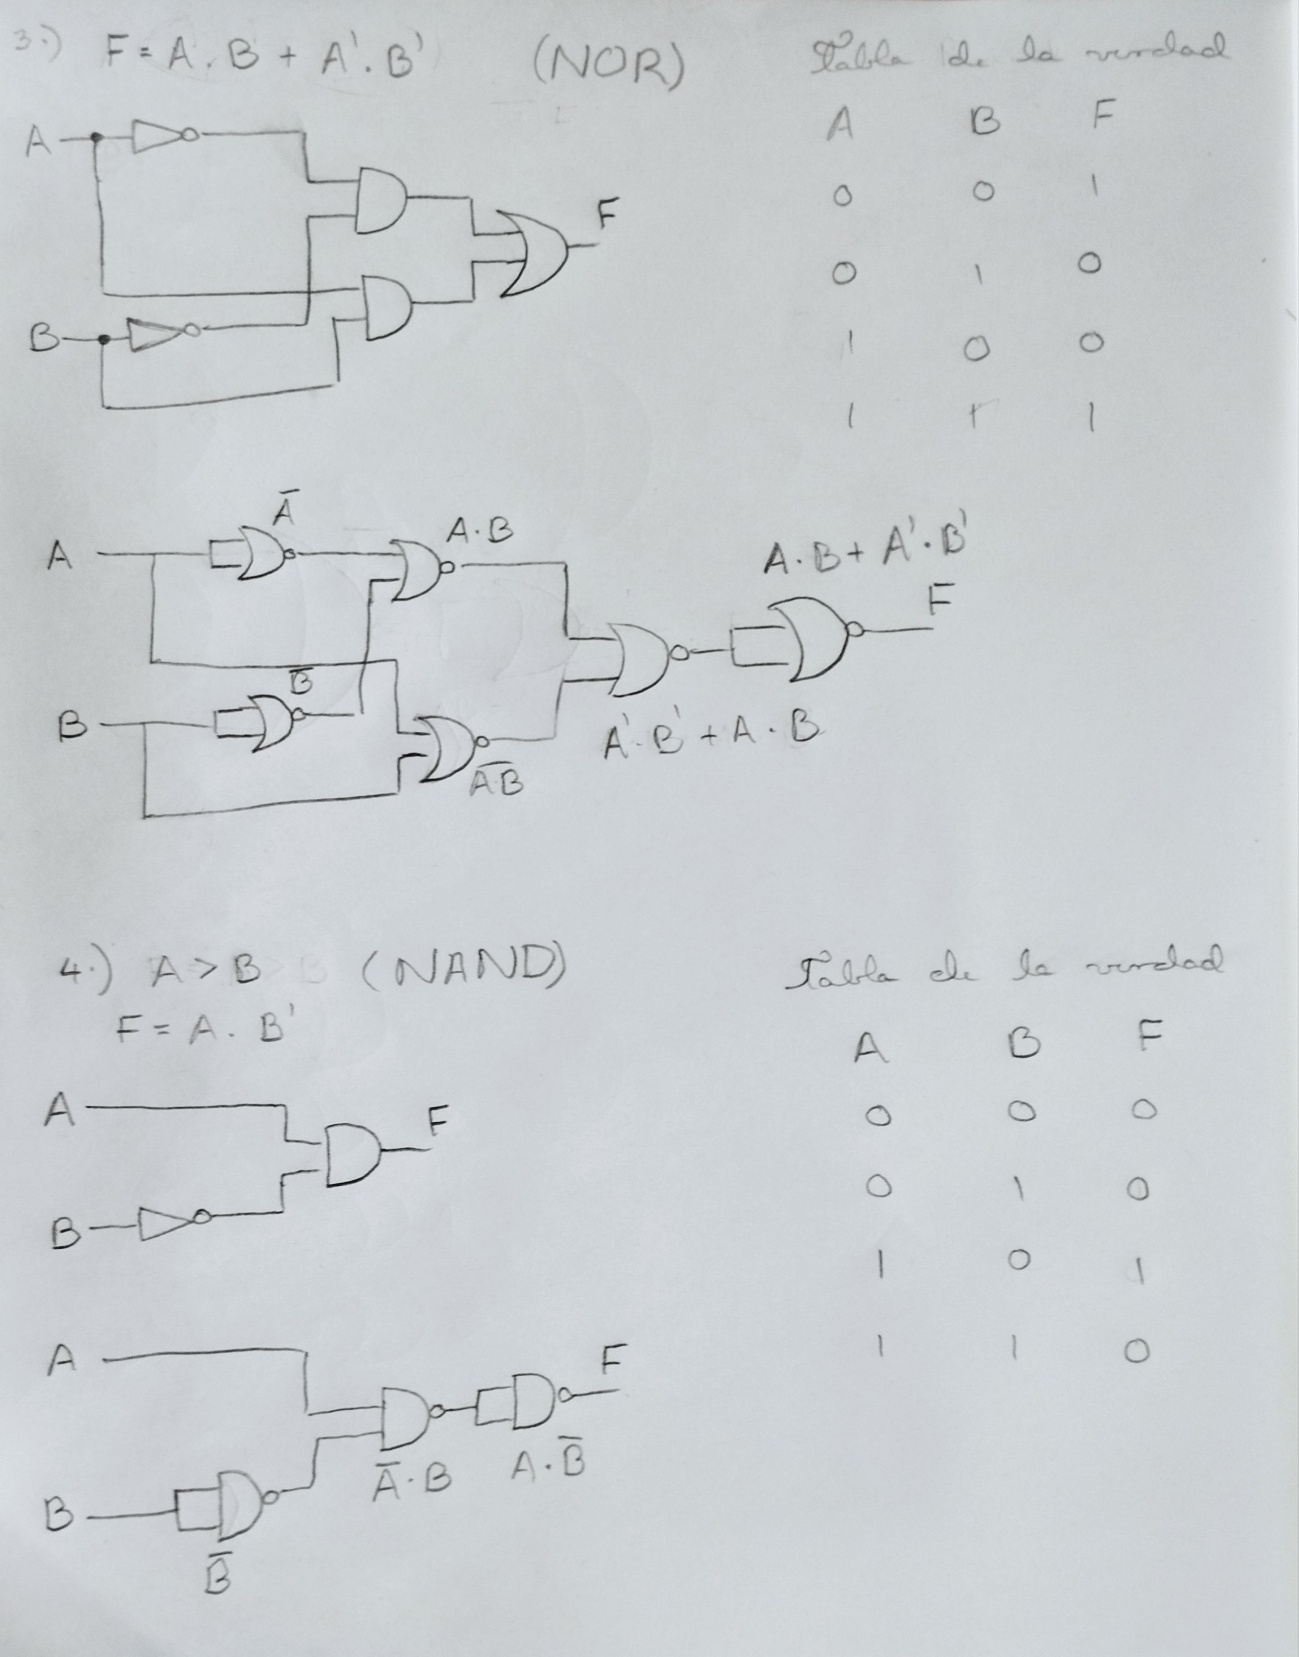 3.) F = A . B + A' . B' (NOR)
Tabla de la verdad
A B F
0 0 1
0 1 0
1 0 0
1 1 1
A
B
F
A
B
A̅
B̅
A·B
A̅·B̅
A'·B' + A·B
A·B + A'·B'
F
4.) A > B (NAND)
F = A . B'
Tabla de la verdad
A B F
0 0 0
0 1 0
1 0 1
1 1 0
A
B
F
A
B
B̅
A̅·B
A·B̅
F